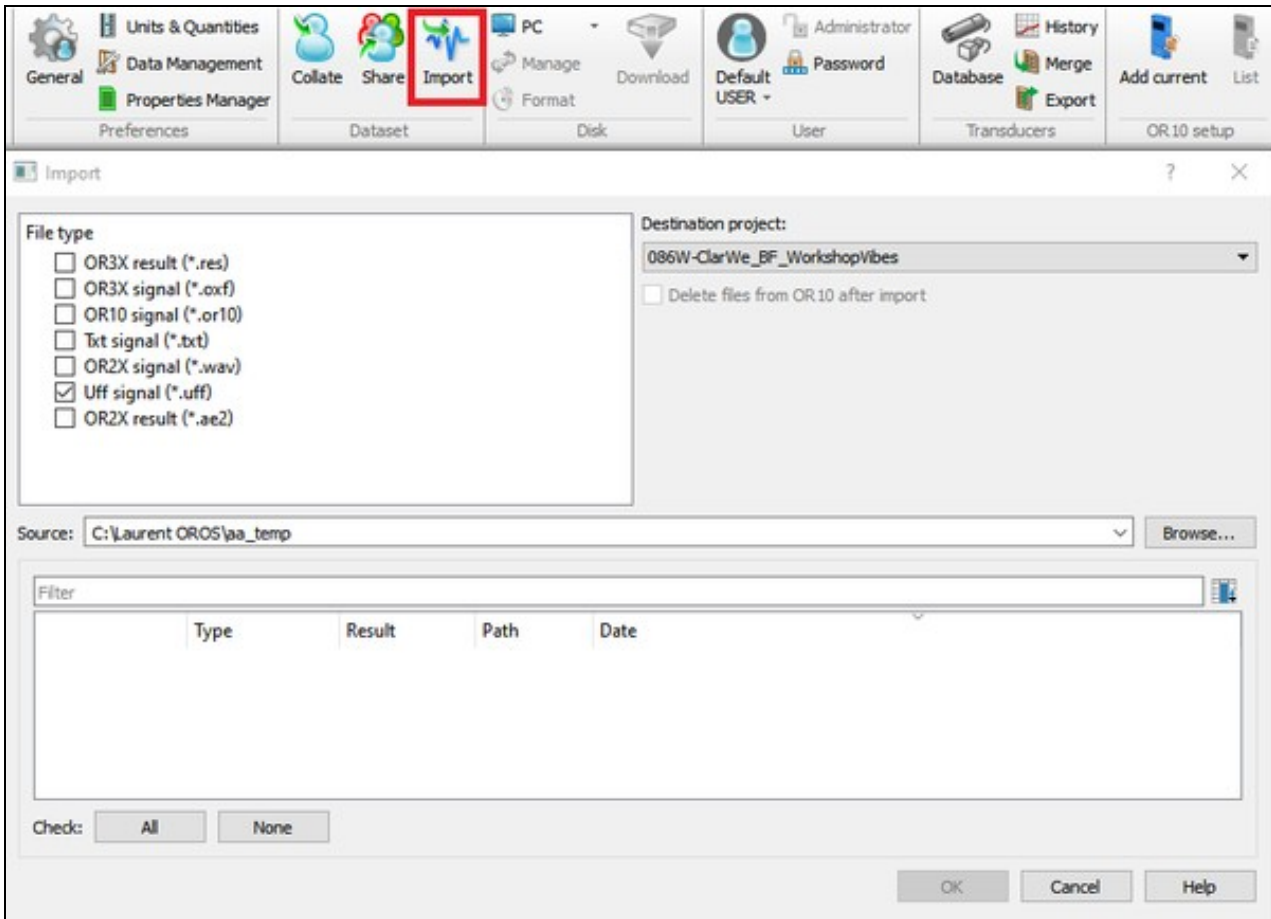 General
Units & Quantities
Data Management
Properties Manager
Preferences
Collate
Share
Import
Dataset
PC
Manage
Format
Download
Disk
Default
USER
Administrator
Password
User
Database
History
Merge
Export
Transducers
Add current
List
OR10 setup
Import
?
File type
OR3X result (*.res)
OR3X signal (*.oxf)
OR10 signal (*.or10)
Txt signal (*.txt)
OR2X signal (*.wav)
Uff signal (*.uff)
OR2X result (*.ae2)
Destination project:
086W-ClarWe_BF_WorkshopVibes
Delete files from OR10 after import
Source: C:\Laurent OROS\aa_temp Browse...
Filter
Type Result Path Date
Check: All None
OK Cancel Help